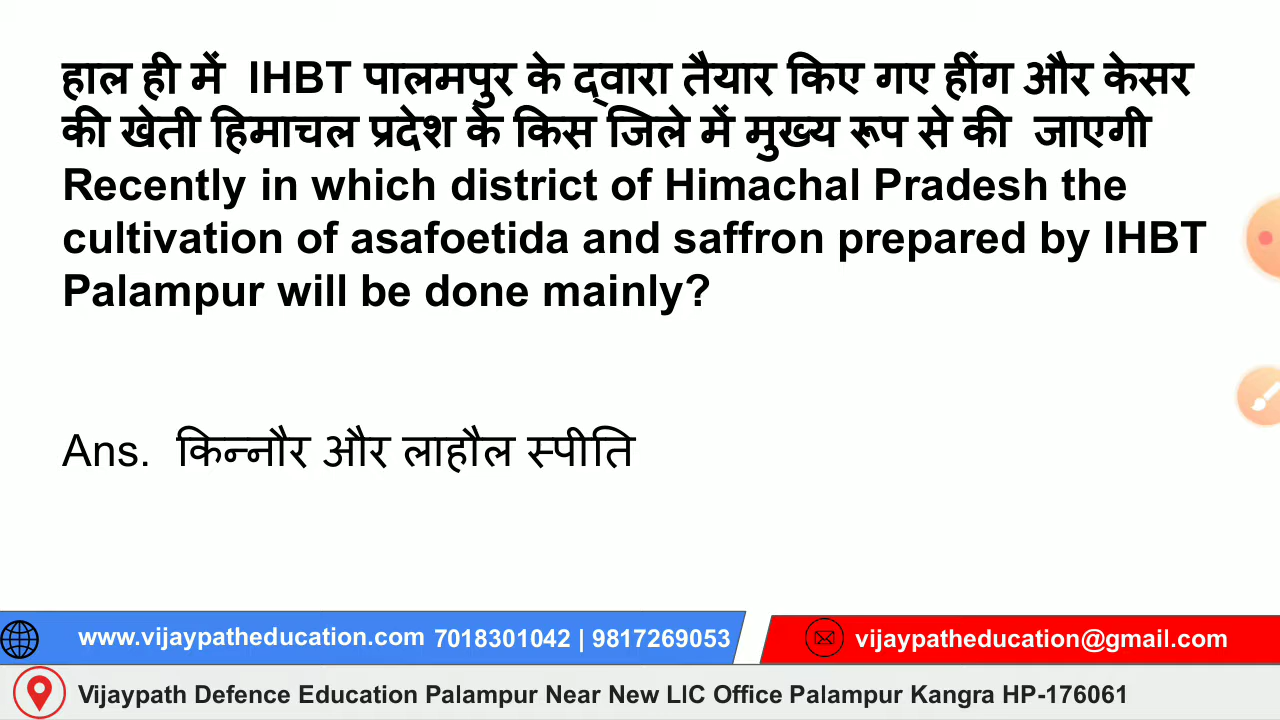 हाल ही में IHBT पालमपुर के द्वारा तैयार किए गए हींग और केसर
की खेती हिमाचल प्रदेश के किस जिले में मुख्य रूप से की जाएगी
Recently in which district of Himachal Pradesh the
cultivation of asafoetida and saffron prepared by IHBT
Palampur will be done mainly?
Ans. किन्नौर और लाहौल स्पीति
www.vijaypatheducation.com 7018301042 | 9817269053
vijaypatheducation@gmail.com
Vijaypath Defence Education Palampur Near New LIC Office Palampur Kangra HP-176061